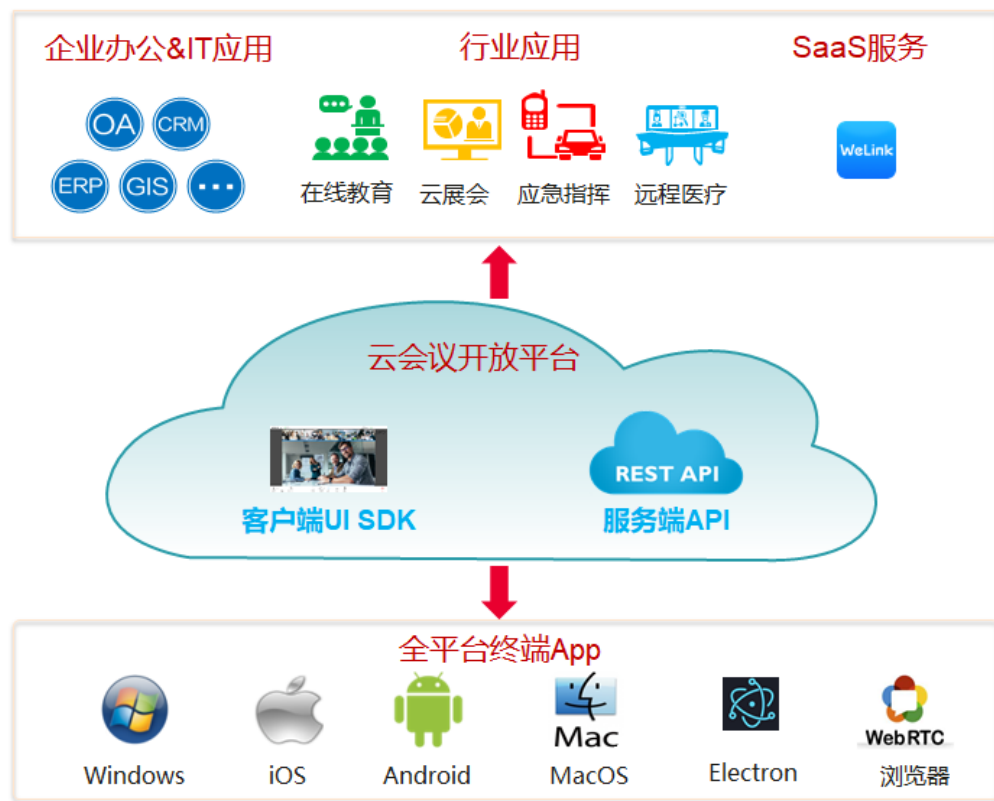 企业办公&IT应用
行业应用
SaaS服务
OA
CRM
ERP
GIS
...
在线教育
云展会
应急指挥
远程医疗
WeLink
云会议开放平台
REST API
客户端UI SDK
服务端API
全平台终端App
Mac
WebRTC
Windows
iOS
Android
MacOS
Electron
浏览器